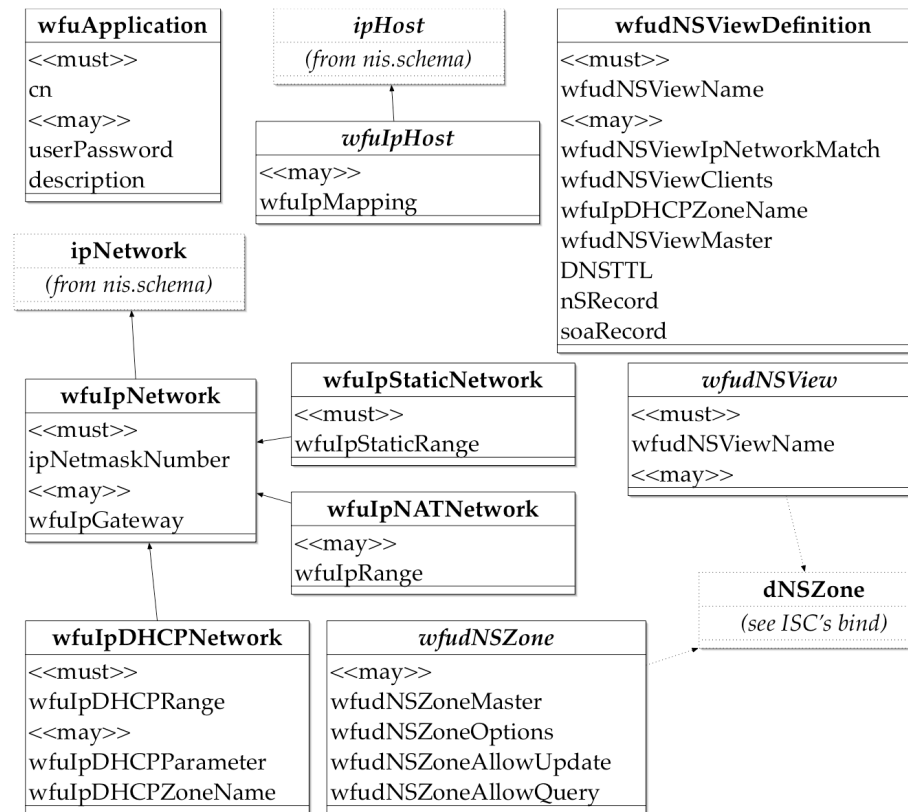 wfuApplication
<<must>>
cn
<<may>>
userPassword
description
ipHost
(from nis.schema)
wfuIpHost
<<may>>
wfuIpMapping
wfudNSViewDefinition
<<must>>
wfudNSViewName
<<may>>
wfudNSViewIpNetworkMatch
wfudNSViewClients
wfuIpDHCPZoneName
wfudNSViewMaster
DNSTTL
nSRecord
soaRecord
ipNetwork
(from nis.schema)
wfuIpNetwork
<<must>>
ipNetmaskNumber
<<may>>
wfuIpGateway
wfuIpStaticNetwork
<<must>>
wfuIpStaticRange
wfudNSView
<<must>>
wfudNSViewName
<<may>>
wfuIpNATNetwork
<<may>>
wfuIpRange
dNSZone
(see ISC's bind)
wfuIpDHCPNetwork
<<must>>
wfuIpDHCPRange
<<may>>
wfuIpDHCPParameter
wfuIpDHCPZoneName
wfudNSZone
<<may>>
wfudNSZoneMaster
wfudNSZoneOptions
wfudNSZoneAllowUpdate
wfudNSZoneAllowQuery